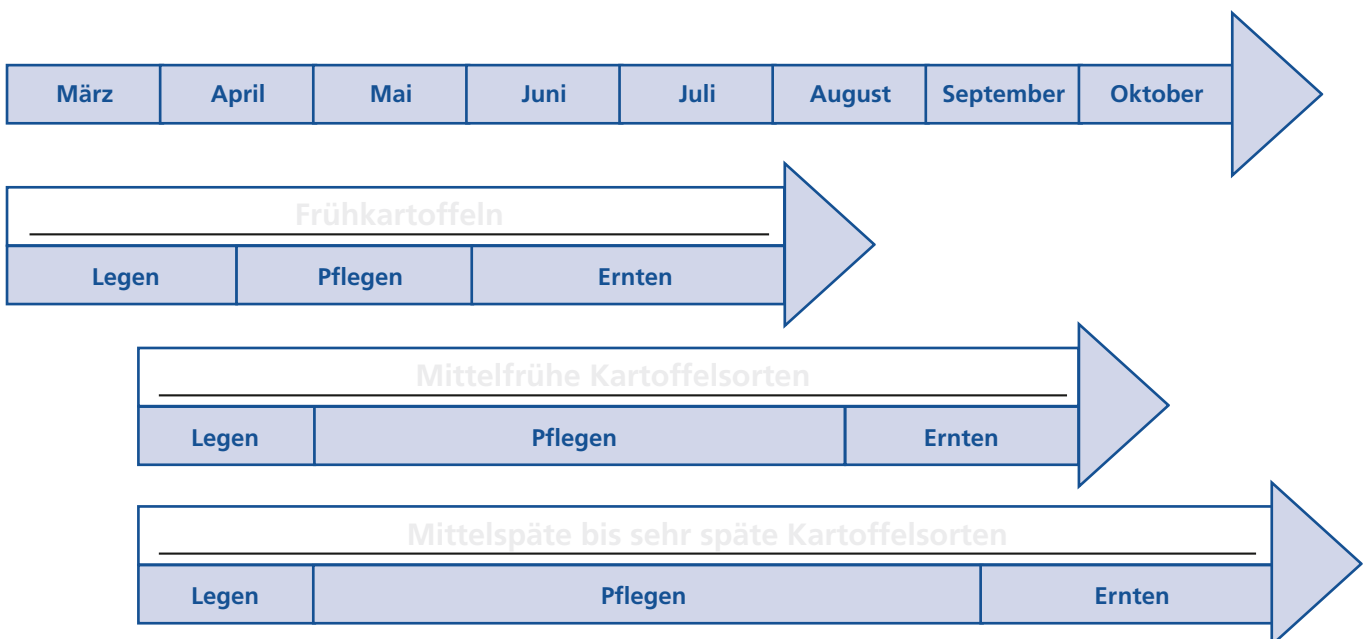 März April Mai Juni Juli August September Oktober
Frühkartoffeln
Legen Pflegen Ernten
Mittelfrühe Kartoffelsorten
Legen Pflegen Ernten
Mittelspäte bis sehr späte Kartoffelsorten
Legen Pflegen Ernten